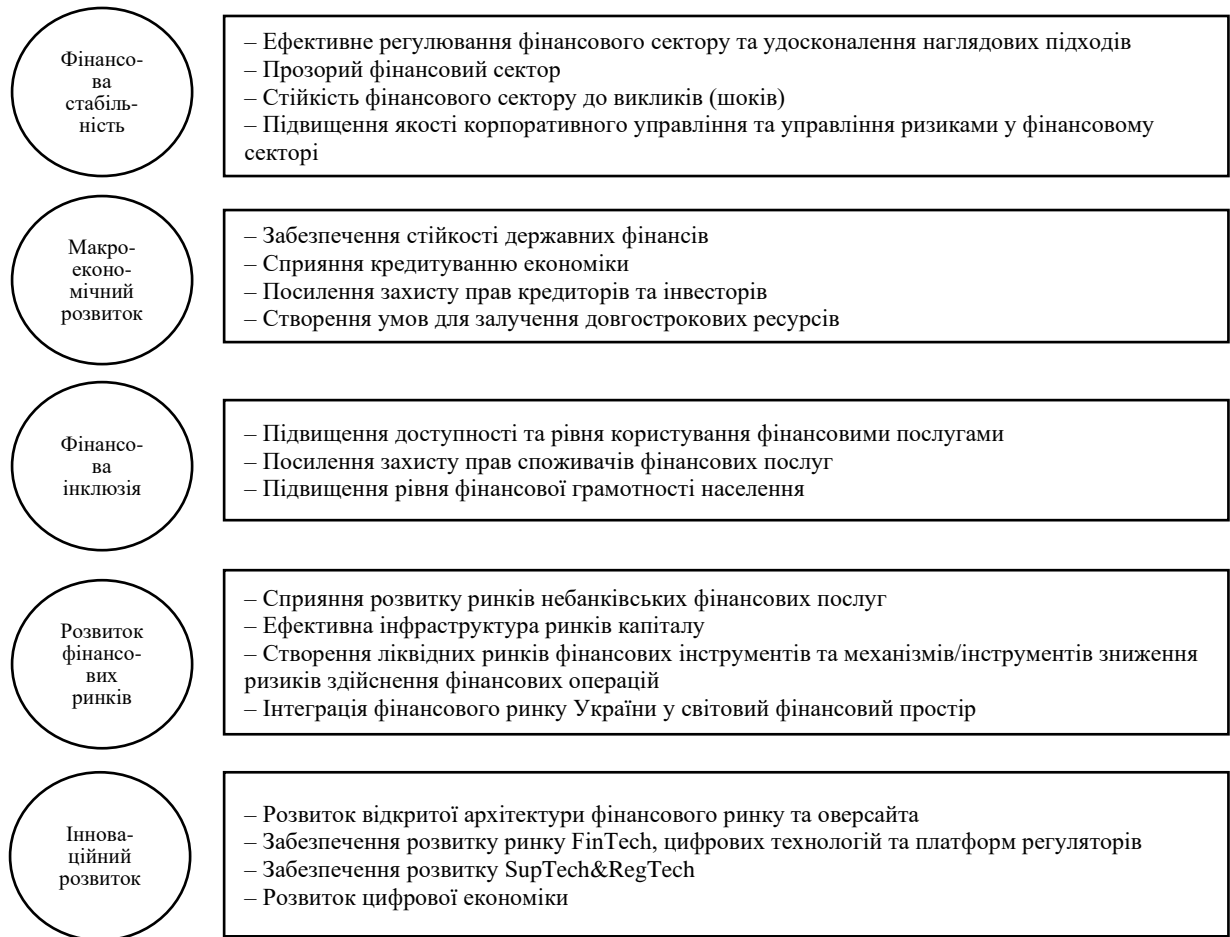 Фінансо-
ва
стабіль-
ність
– Ефективне регулювання фінансового сектору та удосконалення наглядових підходів
– Прозорий фінансовий сектор
– Стійкість фінансового сектору до викликів (шоків)
– Підвищення якості корпоративного управління та управління ризиками у фінансовому
секторі
Макро-
еконо-
мічний
розвиток
– Забезпечення стійкості державних фінансів
– Сприяння кредитуванню економіки
– Посилення захисту прав кредиторів та інвесторів
– Створення умов для залучення довгострокових ресурсів
Фінансо-
ва
інклюзія
– Підвищення доступності та рівня користування фінансовими послугами
– Посилення захисту прав споживачів фінансових послуг
– Підвищення рівня фінансової грамотності населення
Розвиток
фінансо-
вих
ринків
– Сприяння розвитку ринків небанківських фінансових послуг
– Ефективна інфраструктура ринків капіталу
– Створення ліквідних ринків фінансових інструментів та механізмів/інструментів зниження
ризиків здійснення фінансових операцій
– Інтеграція фінансового ринку України у світовий фінансовий простір
Іннова-
ційний
розвиток
– Розвиток відкритої архітектури фінансового ринку та оверсайта
– Забезпечення розвитку ринку FinTech, цифрових технологій та платформ регуляторів
– Забезпечення розвитку SupTech&RegTech
– Розвиток цифрової економіки